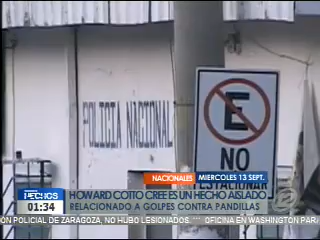 POLICIA NACIONAL
E
NO
ESTACIONAR
NACIONALES
MIERCOLES 13 SEPT.
HECHOS
01:34
HOWARD COTTO CREE ES UN HECHO AISLADO
RELACIONADO A GOLPES CONTRA PANDILLAS
ON POLICIAL DE ZARAGOZA, NO HUBO LESIONADOS.
OFICINA EN WASHINGTON PAR